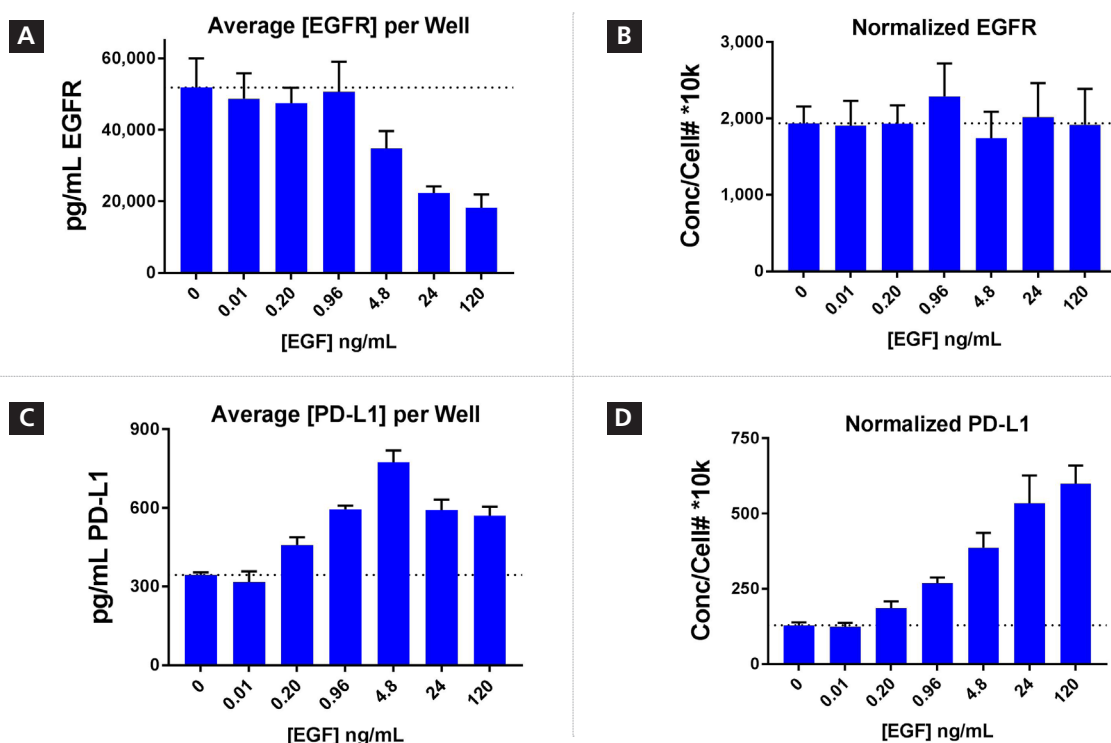 A
Average [EGFR] per Well
pg/mL EGFR
60,000
40,000
20,000
0
0 0.01 0.20 0.96 4.8 24 120
[EGF] ng/mL
B
Normalized EGFR
Conc/Cell# *10k
3,000
2,000
1,000
0
0 0.01 0.20 0.96 4.8 24 120
[EGF] ng/mL
C
Average [PD-L1] per Well
pg/mL PD-L1
900
600
300
0
0 0.01 0.20 0.96 4.8 24 120
[EGF] ng/mL
D
Normalized PD-L1
Conc/Cell# *10k
750
500
250
0
0 0.01 0.20 0.96 4.8 24 120
[EGF] ng/mL